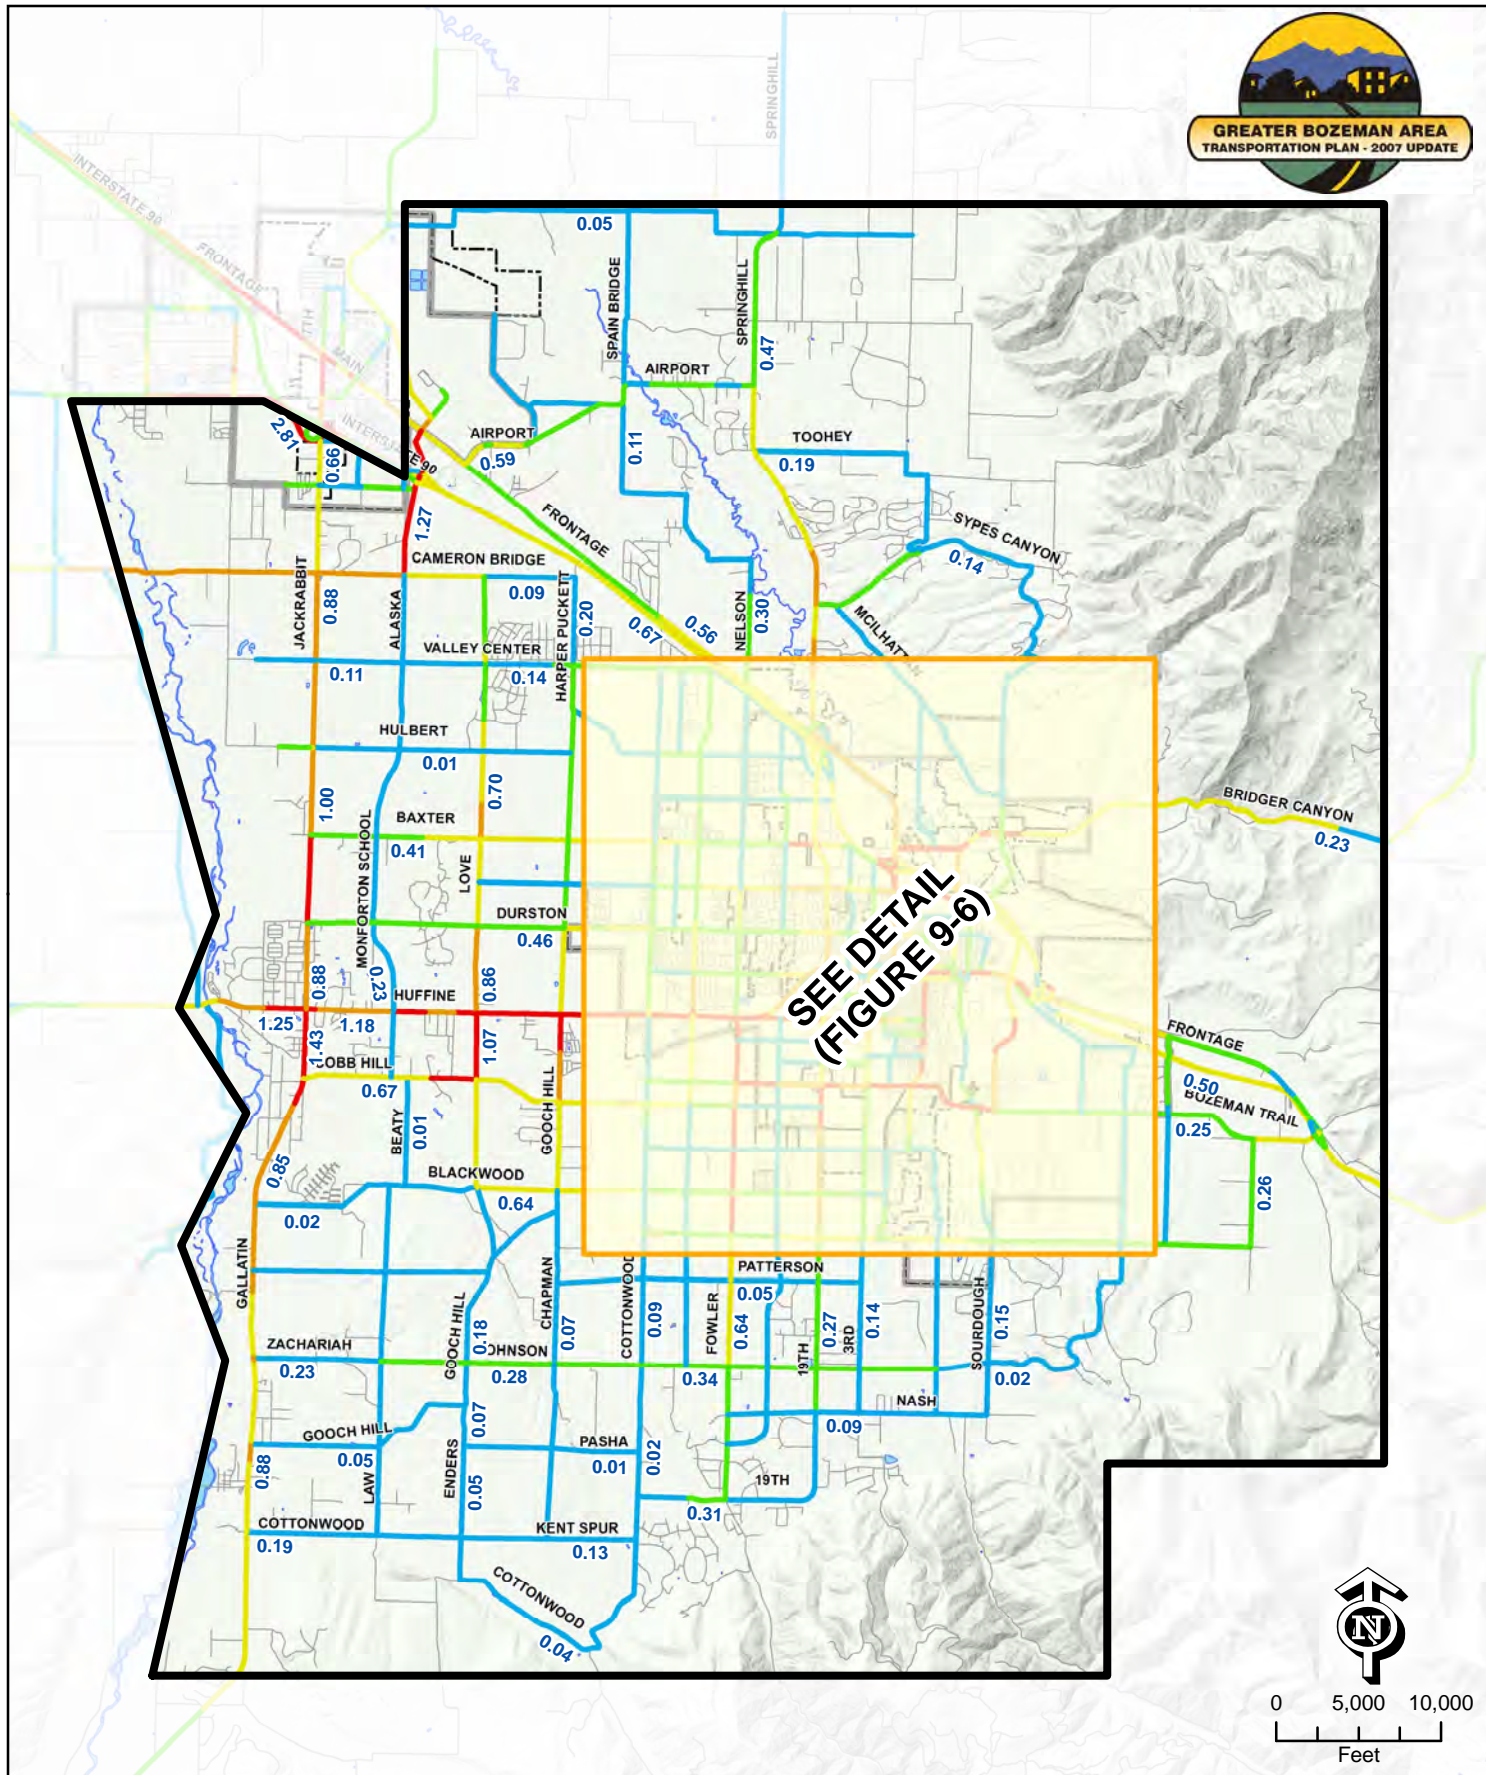 GREATER BOZEMAN AREA
TRANSPORTATION PLAN - 2007 UPDATE
SPRINGHILL
INTERSTATE 90
FRONTAGE
7TH
MAIN
INTERSTATE 90
0.05
SPAIN BRIDGE
SPRINGHILL
0.47
AIRPORT
2.81
0.66
AIRPORT
0.59
0.11
TOOHEY
0.19
1.27
FRONTAGE
SYPES CANYON
0.14
CAMERON BRIDGE
JACKRABBIT
0.88
ALASKA
0.09
HARPER PUCKETT
0.20
0.67
0.56
NELSON
0.30
MCILHATTAN
VALLEY CENTER
0.11
0.14
HULBERT
0.01
1.00
0.70
BAXTER
0.41
MONFORTON SCHOOL
LOVE
BRIDGER CANYON
0.23
DURSTON
0.46
SEE DETAIL
(FIGURE 9-6)
0.88
0.23
0.86
HUFFINE
1.25
1.18
1.43
1.07
COBB HILL
0.67
GOOCH HILL
FRONTAGE
0.50
BOZEMAN TRAIL
0.25
BEATY
0.01
0.85
BLACKWOOD
0.64
0.26
0.02
GALLATIN
CHAPMAN
COTTONWOOD
PATTERSON
0.05
GOOCH HILL
0.18
0.07
0.09
FOWLER
0.64
0.27
3RD
0.14
SOURDOUGH
0.15
ZACHARIAH
0.23
JOHNSON
0.28
0.34
19TH
0.02
NASH
0.09
GOOCH HILL
0.05
0.07
PASHA
0.01
0.02
0.88
LAW
ENDERS
0.05
19TH
0.31
COTTONWOOD
0.19
KENT SPUR
0.13
COTTONWOOD
0.04
N
0 5,000 10,000
Feet